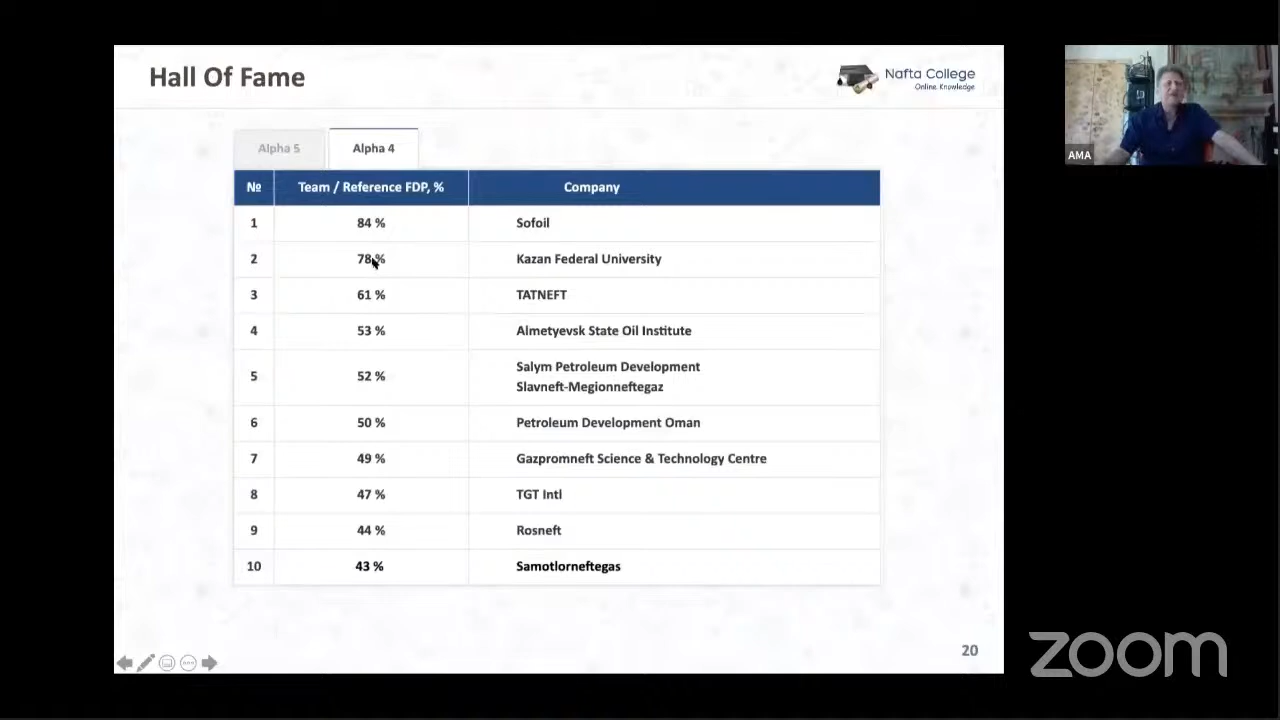 Hall Of Fame
Nafta College
Online. Knowledge
AMA
Alpha 5
Alpha 4
№ Team / Reference FDP, % Company
1 84 % Sofoil
2 78 % Kazan Federal University
3 61 % TATNEFT
4 53 % Almetyevsk State Oil Institute
5 52 % Salym Petroleum Development
Slavneft-Megionneftegaz
6 50 % Petroleum Development Oman
7 49 % Gazpromneft Science & Technology Centre
8 47 % TGT Intl
9 44 % Rosneft
10 43 % Samotlorneftegas
20
zoom